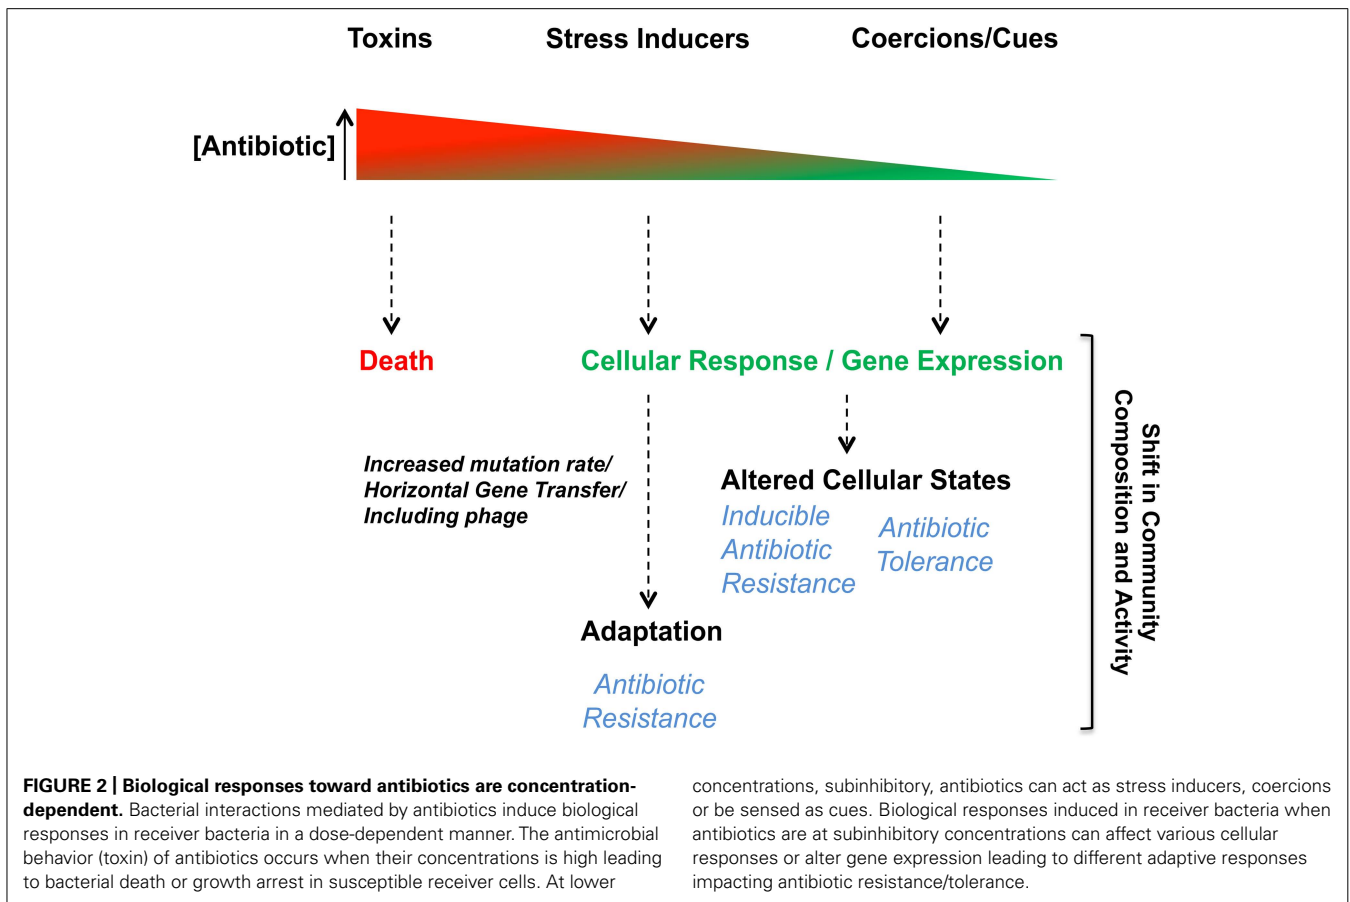 Toxins
Stress Inducers
Coercions/Cues
[Antibiotic]
Death
Cellular Response / Gene Expression
Increased mutation rate/
Horizontal Gene Transfer/
Including phage
Altered Cellular States
Inducible
Antibiotic
Resistance
Antibiotic
Tolerance
Adaptation
Antibiotic
Resistance
Shift in Community
Composition and Activity
FIGURE 2 | Biological responses toward antibiotics are concentration-
dependent. Bacterial interactions mediated by antibiotics induce biological
responses in receiver bacteria in a dose-dependent manner. The antimicrobial
behavior (toxin) of antibiotics occurs when their concentrations is high leading
to bacterial death or growth arrest in susceptible receiver cells. At lower
concentrations, subinhibitory, antibiotics can act as stress inducers, coercions
or be sensed as cues. Biological responses induced in receiver bacteria when
antibiotics are at subinhibitory concentrations can affect various cellular
responses or alter gene expression leading to different adaptive responses
impacting antibiotic resistance/tolerance.